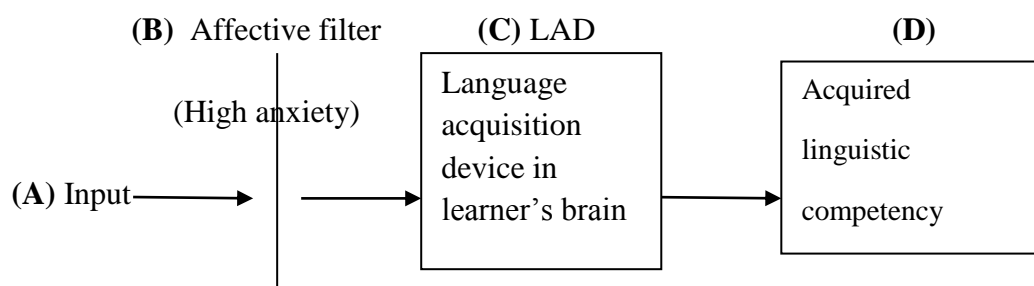 (B) Affective filter
(C) LAD
(D)
(High anxiety)
(A) Input
Language
acquisition
device in
learner's brain
Acquired
linguistic
competency